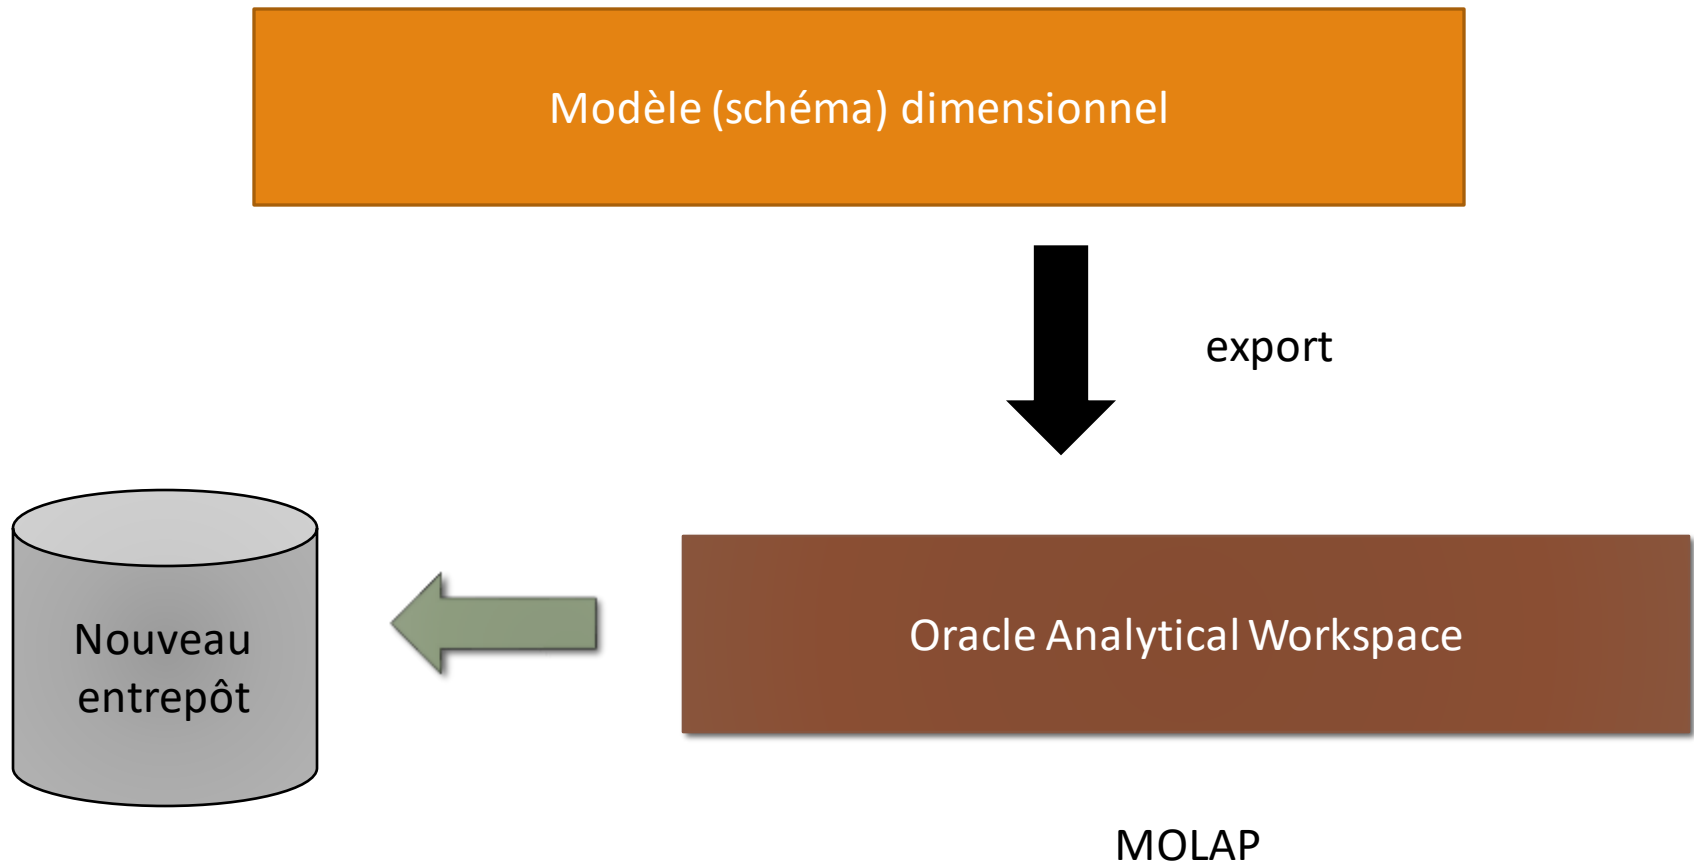 Modèle (schéma) dimensionnel
export
Nouveau
entrepôt
Oracle Analytical Workspace
MOLAP